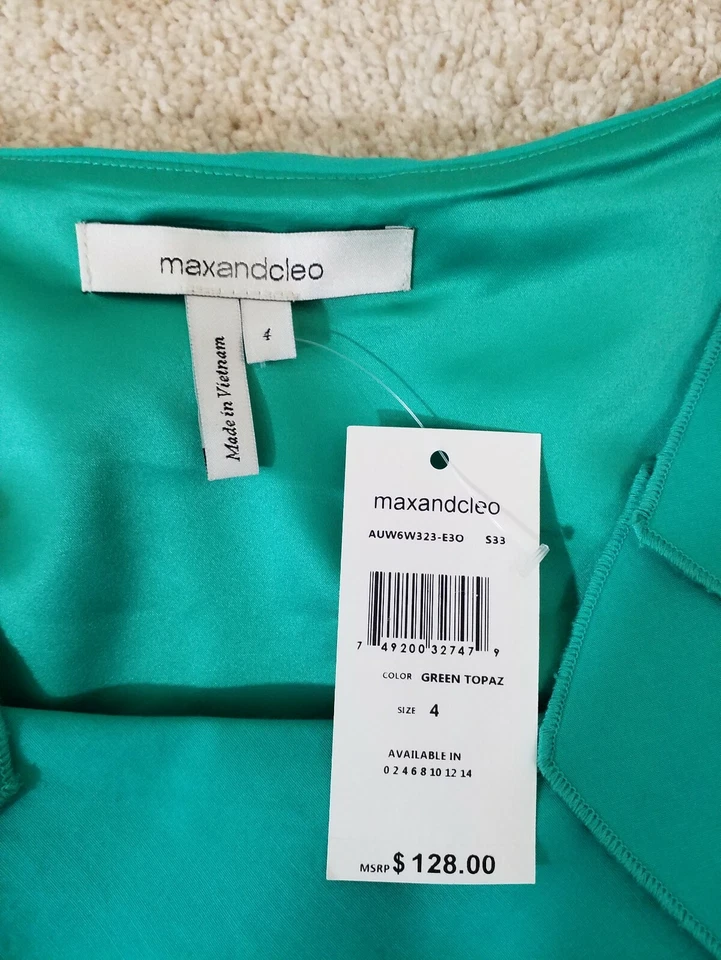 maxandcleo
4
Made in Vietnam
maxandcleo
AUW6W323-E3O S33
7 49200 32747 9
COLOR GREEN TOPAZ
SIZE 4
AVAILABLE IN
0 2 4 6 8 10 12 14
MSRP $128.00